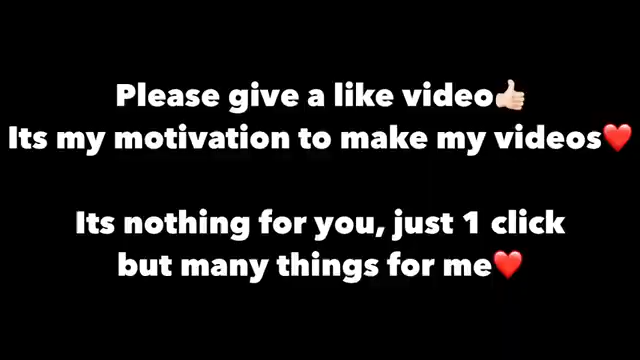 Please give a like video👍🏻
Its my motivation to make my videos❤️
Its nothing for you, just 1 click
but many things for me❤️